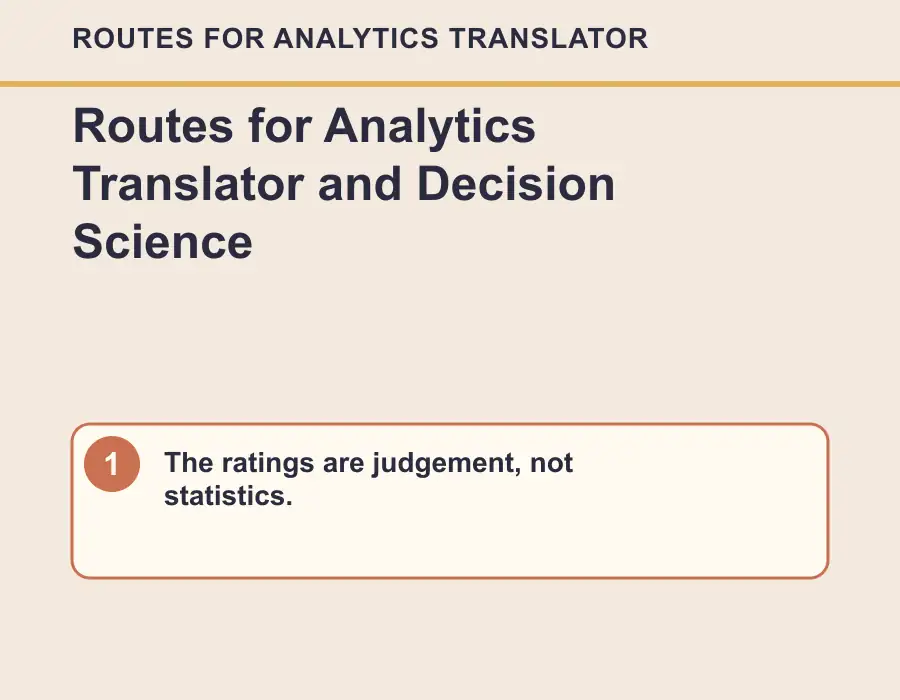 ROUTES FOR ANALYTICS TRANSLATOR
Routes for Analytics
Translator and Decision
Science
1
The ratings are judgement, not
statistics.